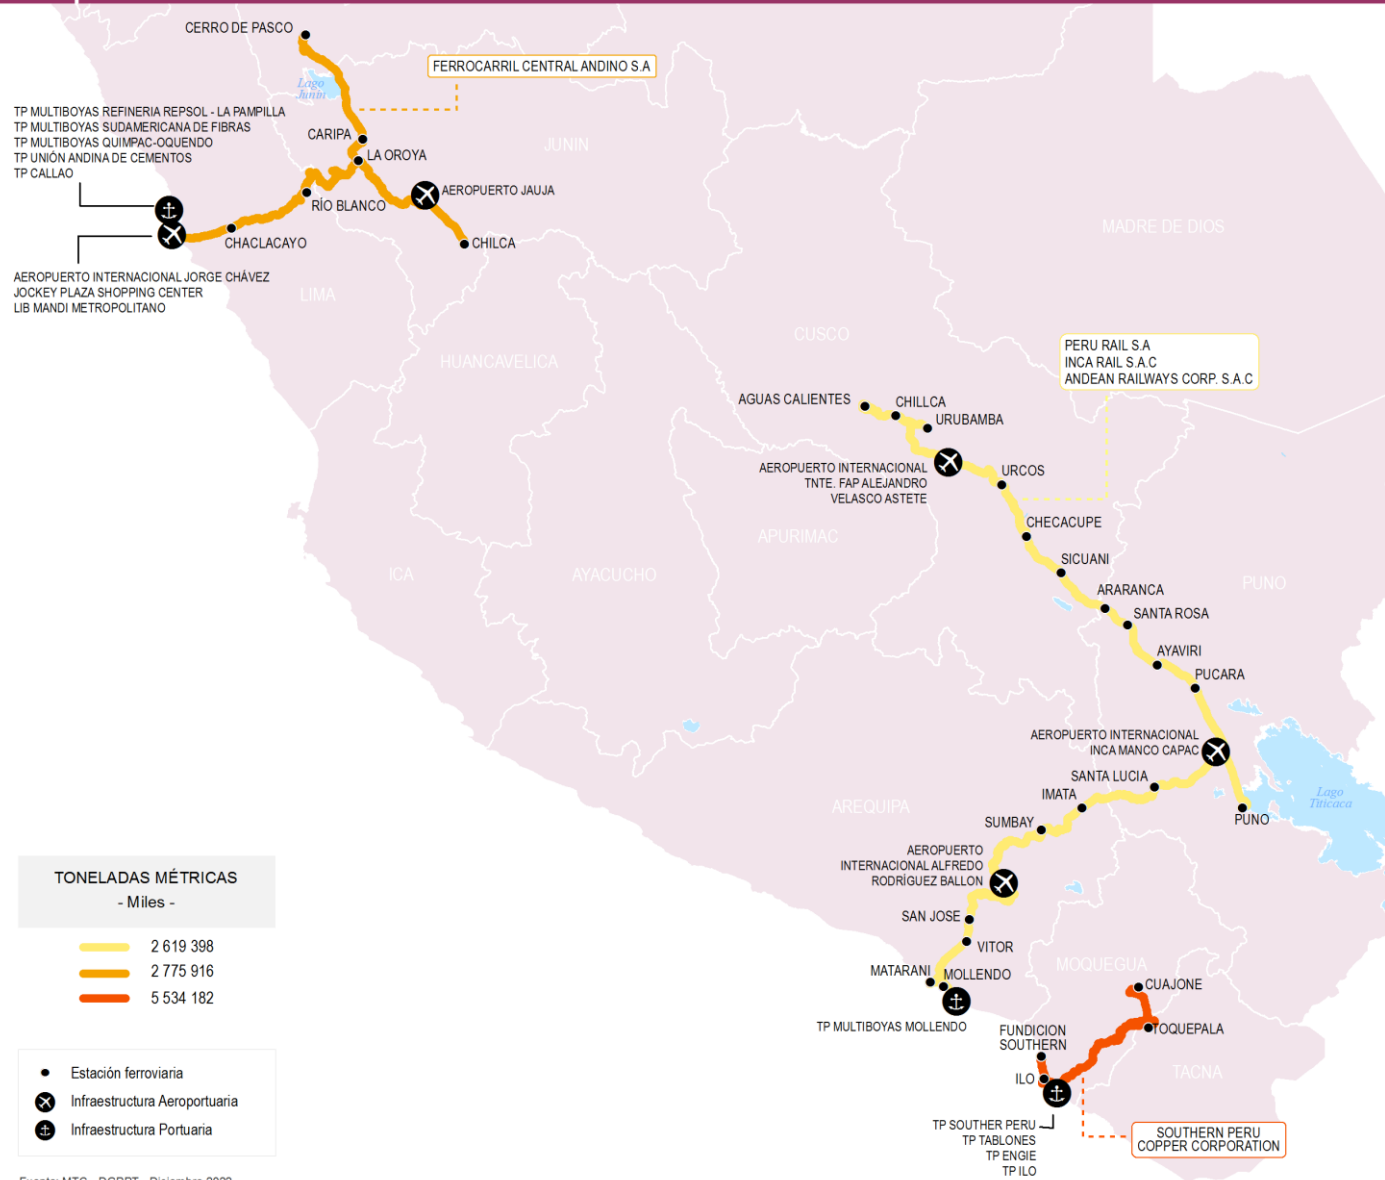 CERRO DE PASCO
FERROCARRIL CENTRAL ANDINO S.A
Lago
Junín
TP MULTIBOYAS REFINERIA REPSOL - LA PAMPILLA
TP MULTIBOYAS SUDAMERICANA DE FIBRAS
TP MULTIBOYAS QUIMPAC-OQUENDO
TP UNIÓN ANDINA DE CEMENTOS
TP CALLAO
CARIPA
LA OROYA
JUNIN
AEROPUERTO JAUJA
RÍO BLANCO
CHACLACAYO
CHILCA
MADRE DE DIOS
AEROPUERTO INTERNACIONAL JORGE CHÁVEZ
JOCKEY PLAZA SHOPPING CENTER
LIB MANDI METROPOLITANO
LIMA
HUANCAVELICA
CUSCO
PERU RAIL S.A
INCA RAIL S.A.C
ANDEAN RAILWAYS CORP. S.A.C
AGUAS CALIENTES
CHILLCA
URUBAMBA
AEROPUERTO INTERNACIONAL
TNTE. FAP ALEJANDRO
VELASCO ASTETE
URCOS
CHECACUPE
APURIMAC
SICUANI
ICA
AYACUCHO
PUNO
ARARANCA
SANTA ROSA
AYAVIRI
PUCARA
AEROPUERTO INTERNACIONAL
INCA MANCO CAPAC
SANTA LUCIA
IMATA
AREQUIPA
SUMBAY
PUNO
Lago
Titicaca
AEROPUERTO
INTERNACIONAL ALFREDO
RODRÍGUEZ BALLON
SAN JOSE
VITOR
MATARANI
MOLLENDO
TP MULTIBOYAS MOLLENDO
MOQUEGUA
CUAJONE
TOQUEPALA
FUNDICION
SOUTHERN
ILO
TACNA
TP SOUTHER PERU
TP TABLONES
TP ENGIE
TP ILO
SOUTHERN PERU
COPPER CORPORATION
TONELADAS MÉTRICAS
- Miles -
2 619 398
2 775 916
5 534 182
Estación ferroviaria
Infraestructura Aeroportuaria
Infraestructura Portuaria